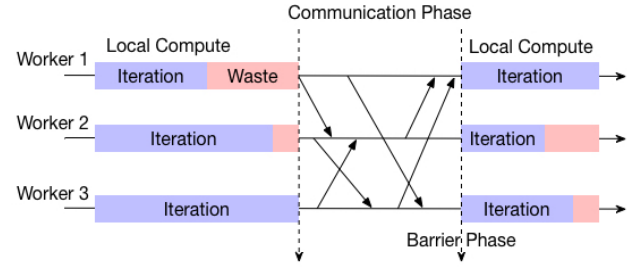 Communication Phase
Local Compute
Local Compute
Worker 1
Iteration
Waste
Iteration
Worker 2
Iteration
Iteration
Worker 3
Iteration
Iteration
Barrier Phase